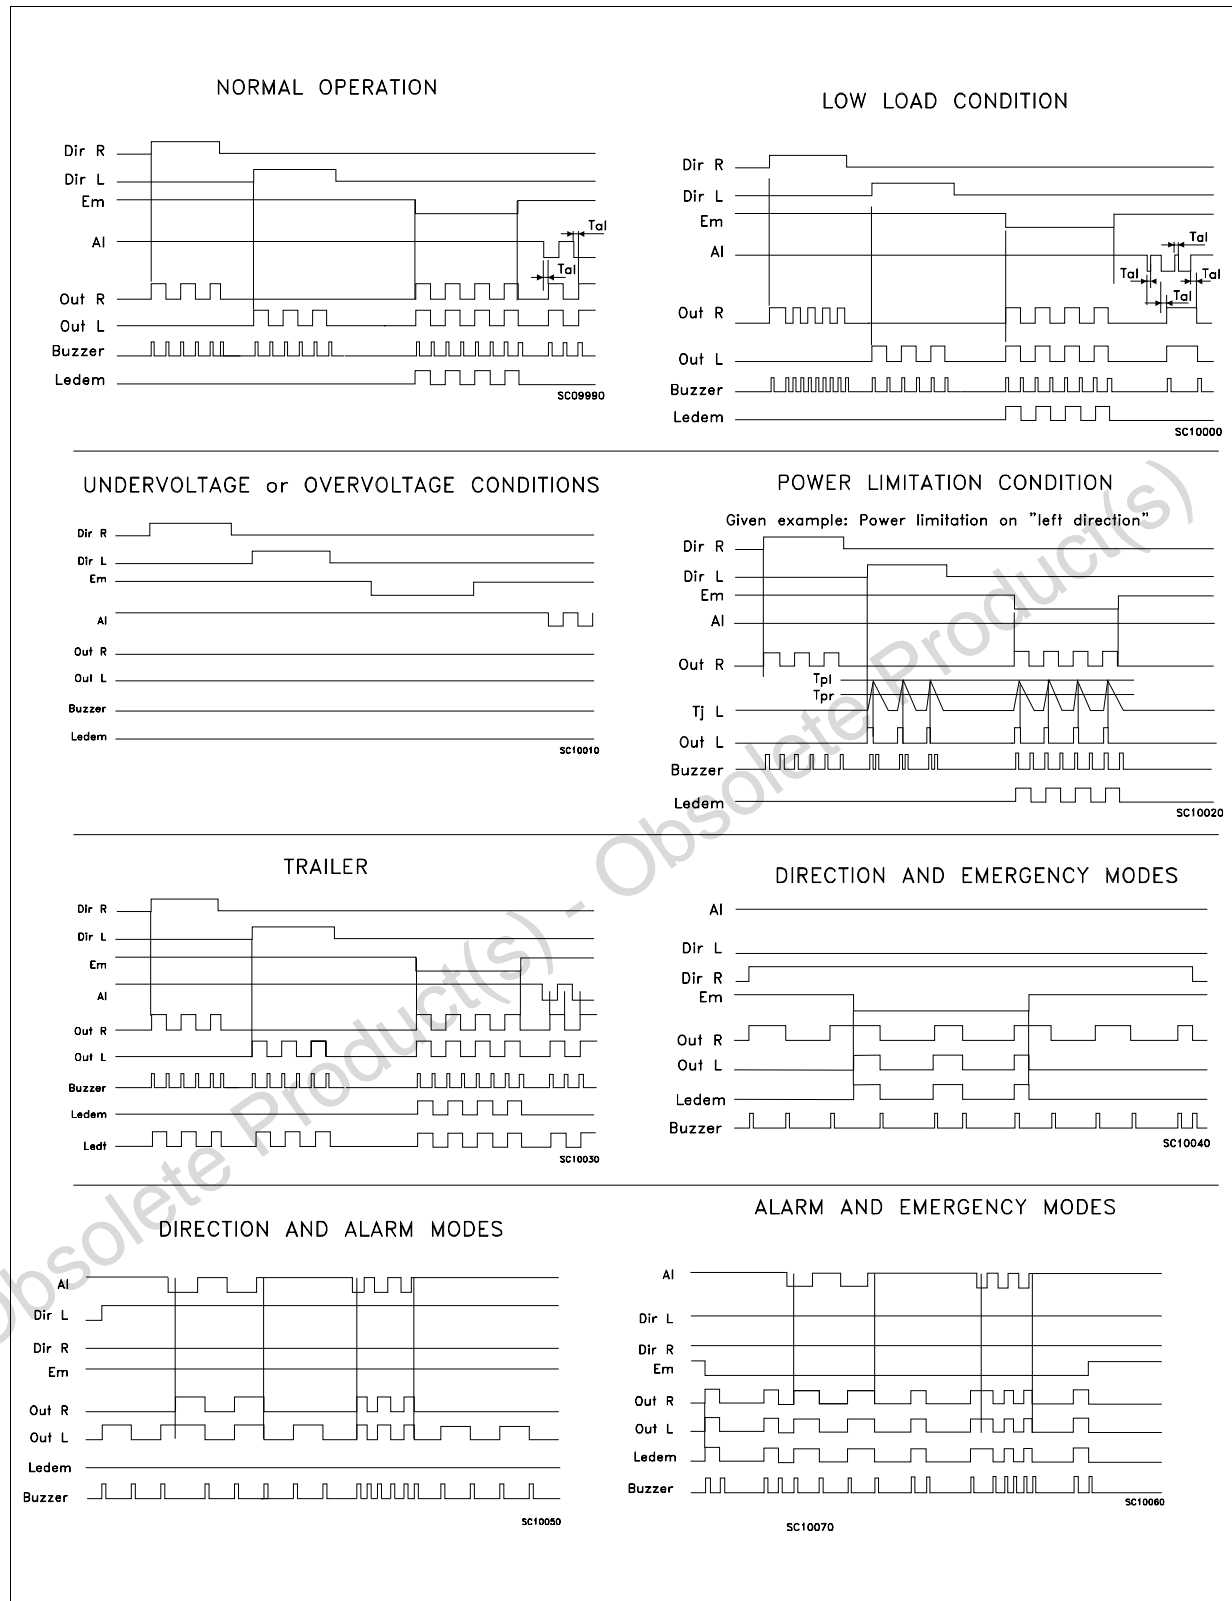 NORMAL OPERATION
Dir R
Dir L
Em
Al
Tal
Tal
Out R
Out L
Buzzer
Ledem
SC09990
LOW LOAD CONDITION
Dir R
Dir L
Em
Al
Tal
Tal
Tal
Tal
Out R
Out L
Buzzer
Ledem
SC10000
UNDERVOLTAGE or OVERVOLTAGE CONDITIONS
Dir R
Dir L
Em
Al
Out R
Out L
Buzzer
Ledem
SC10010
POWER LIMITATION CONDITION
Given example: Power limitation on "left direction"
Dir R
Dir L
Em
Al
Out R
Tpl
Tpr
Tj L
Out L
Buzzer
Ledem
SC10020
TRAILER
Dir R
Dir L
Em
Al
Out R
Out L
Buzzer
Ledem
Ledt
SC10030
DIRECTION AND EMERGENCY MODES
Al
Dir L
Dir R
Em
Out R
Out L
Ledem
Buzzer
SC10040
DIRECTION AND ALARM MODES
Al
Dir L
Dir R
Em
Out R
Out L
Ledem
Buzzer
SC10050
ALARM AND EMERGENCY MODES
Al
Dir L
Dir R
Em
Out R
Out L
Ledem
Buzzer
SC10060
SC10070
Obsolete Product(s) - Obsolete Product(s)